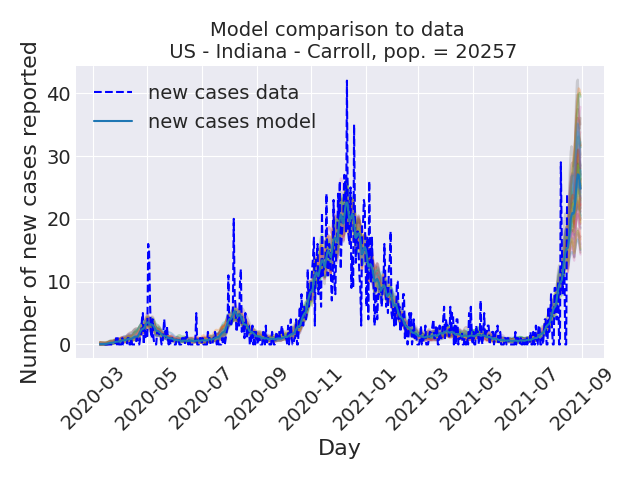 Model comparison to data
US - Indiana - Carroll, pop. = 20257
Number of new cases reported
40
30
20
10
0
new cases data
new cases model
2020-03
2020-05
2020-07
2020-09
2020-11
2021-01
2021-03
2021-05
2021-07
2021-09
Day